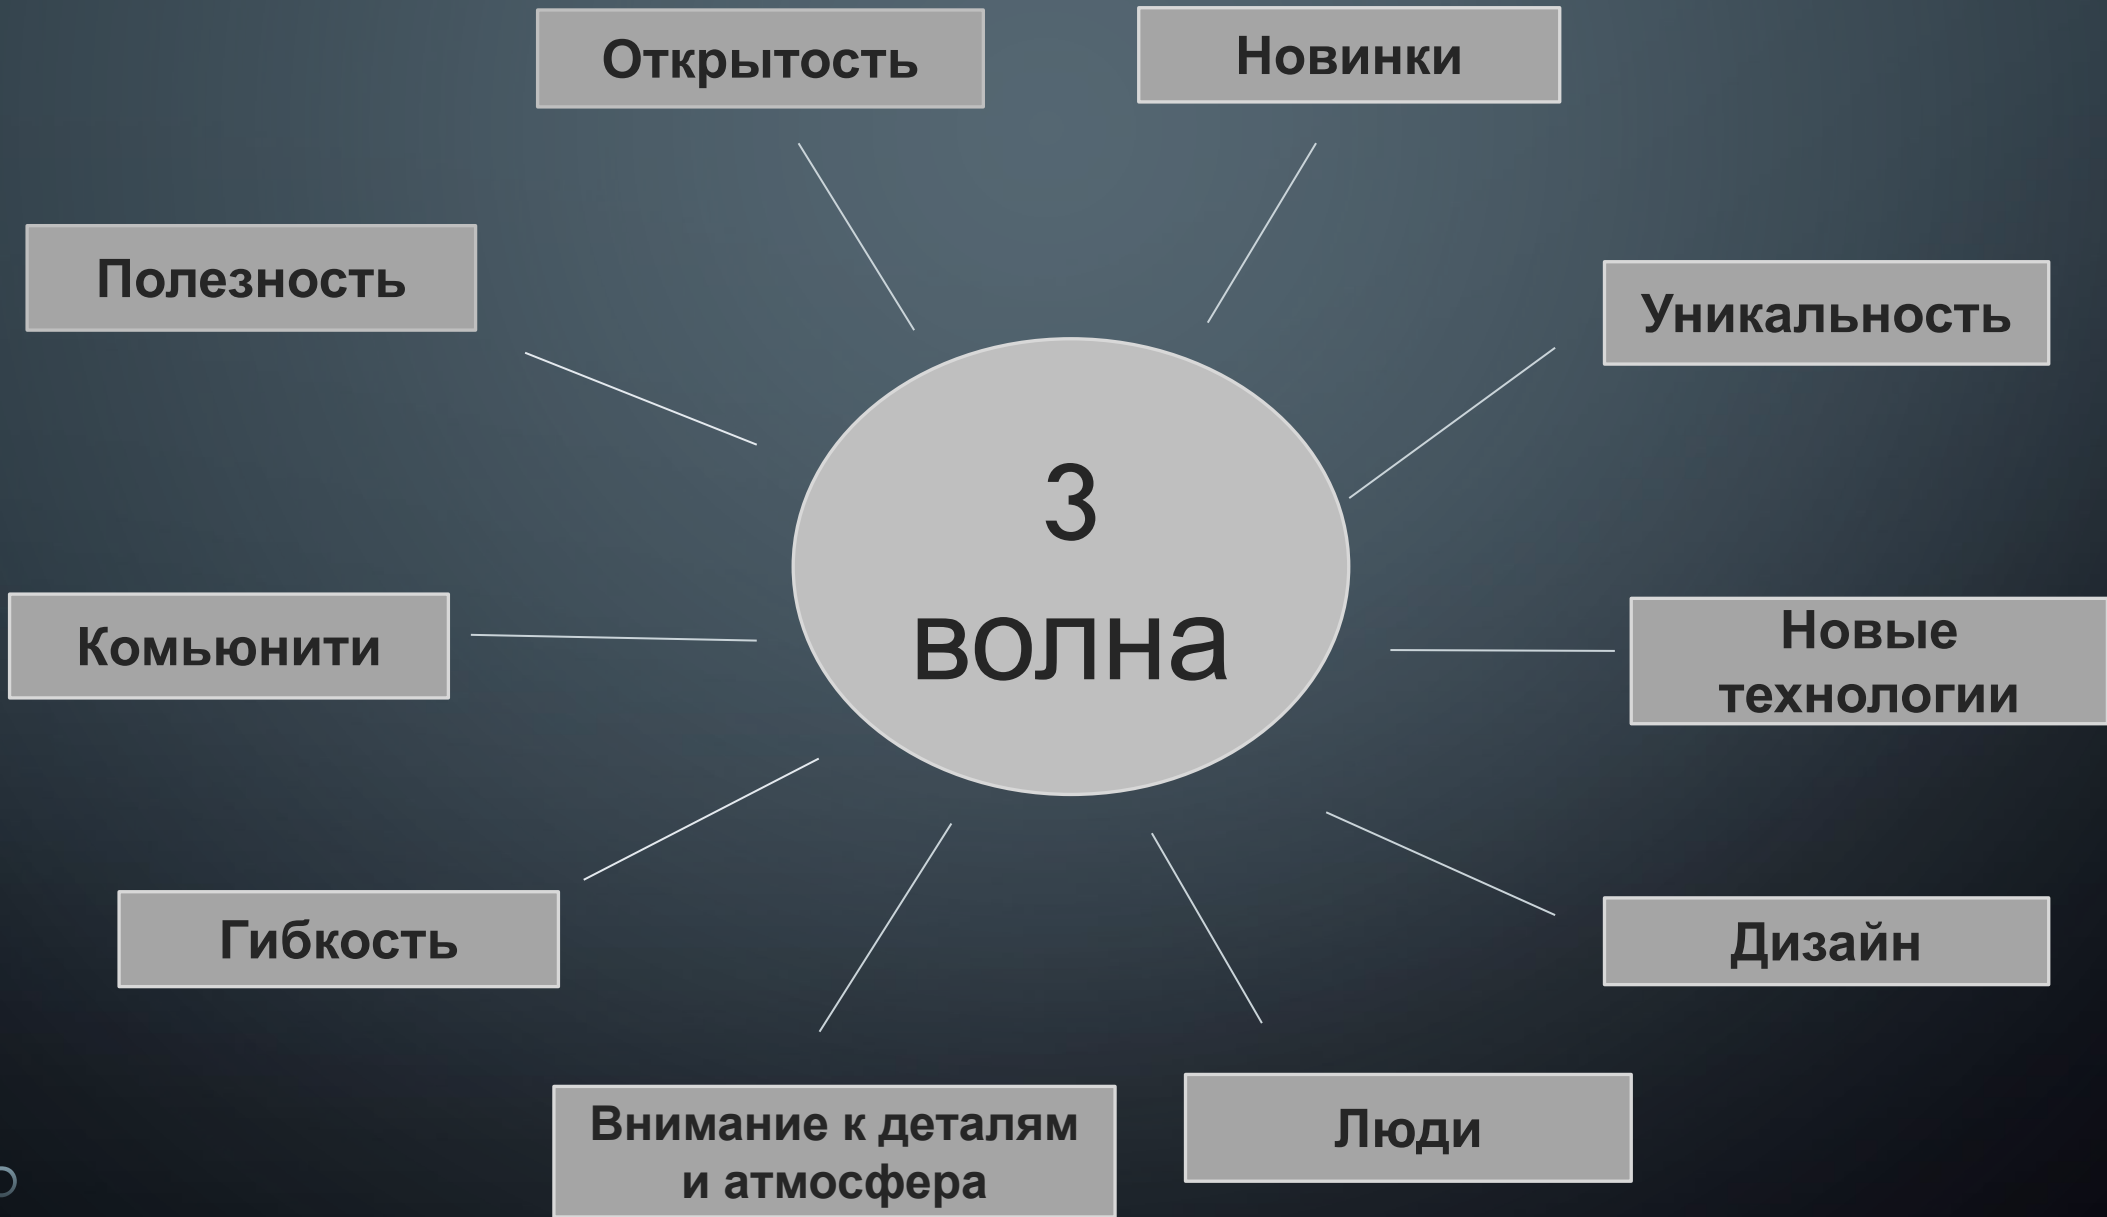 Открытость
Новинки
Полезность
Уникальность
3
волна
Комьюнити
Новые
технологии
Гибкость
Дизайн
Внимание к деталям
и атмосфера
Люди